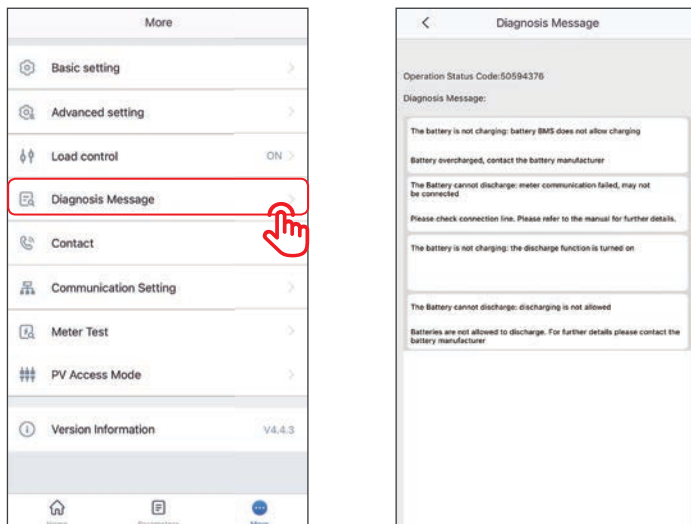 More
Basic setting
Advanced setting
Load control ON
Diagnosis Message
Contact
Communication Setting
Meter Test
PV Access Mode
Version Information V4.4.3
More
Diagnosis Message
Operation Status Code:50594376
Diagnosis Message:
The battery is not charging: battery BMS does not allow charging
Battery overcharged, contact the battery manufacturer
The Battery cannot discharge: meter communication failed, may not
be connected
Please check connection line. Please refer to the manual for further details.
The battery is not charging: the discharge function is turned on
The Battery cannot discharge: discharging is not allowed
Batteries are not allowed to discharge. For further details please contact the
battery manufacturer